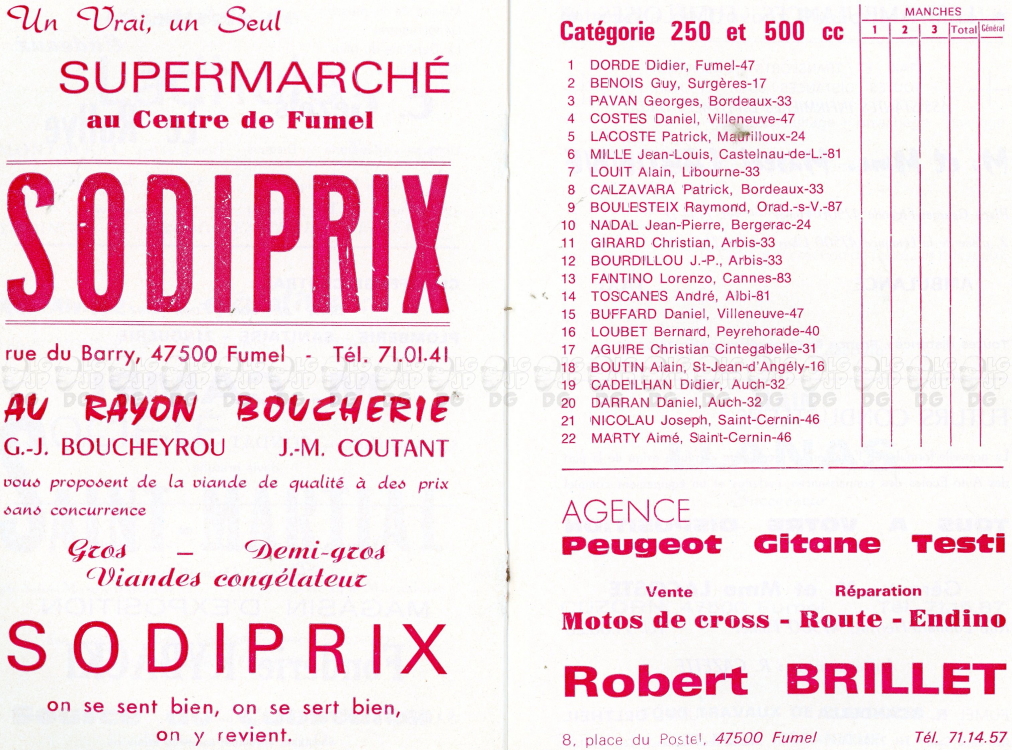 Un Vrai, un Seul
SUPERMARCHÉ
au Centre de Fumel
SODIPRIX
rue du Barry, 47500 Fumel - Tél. 71.01.41
AU RAYON BOUCHERIE
G.-J. BOUCHEYROU J.-M. COUTANT
vous proposent de la viande de qualité à des prix
sans concurrence
Gros — Demi-gros
Viandes congélateur
SODIPRIX
on se sent bien, on se sert bien,
on y revient.
Catégorie 250 et 500 cc
MANCHES
1 2 3 Total Général
1 DORDE Didier, Fumel-47
2 BENOIS Guy, Surgères-17
3 PAVAN Georges, Bordeaux-33
4 COSTES Daniel, Villeneuve-47
5 LACOSTE Patrick, Maurilloux-24
6 MILLE Jean-Louis, Castelnau-de-L.-81
7 LOUIT Alain, Libourne-33
8 CALZAVARA Patrick, Bordeaux-33
9 BOULESTEIX Raymond, Orad.-s-V.-87
10 NADAL Jean-Pierre, Bergerac-24
11 GIRARD Christian, Arbis-33
12 BOURDILLOU J.-P., Arbis-33
13 FANTINO Lorenzo, Cannes-83
14 TOSCANES André, Albi-81
15 BUFFARD Daniel, Villeneuve-47
16 LOUBET Bernard, Peyrehorade-40
17 AGUIRE Christian Cintegabelle-31
18 BOUTIN Alain, St-Jean-d'Angély-16
19 CADEILHAN Didier, Auch-32
20 DARRAN Daniel, Auch-32
21 NICOLAU Joseph, Saint-Cernin-46
22 MARTY Aimé, Saint-Cernin-46
AGENCE
Peugeot Gitane Testi
Vente Réparation
Motos de cross - Route - Endino
Robert BRILLET
8, place du Postel, 47500 Fumel Tél. 71.14.57